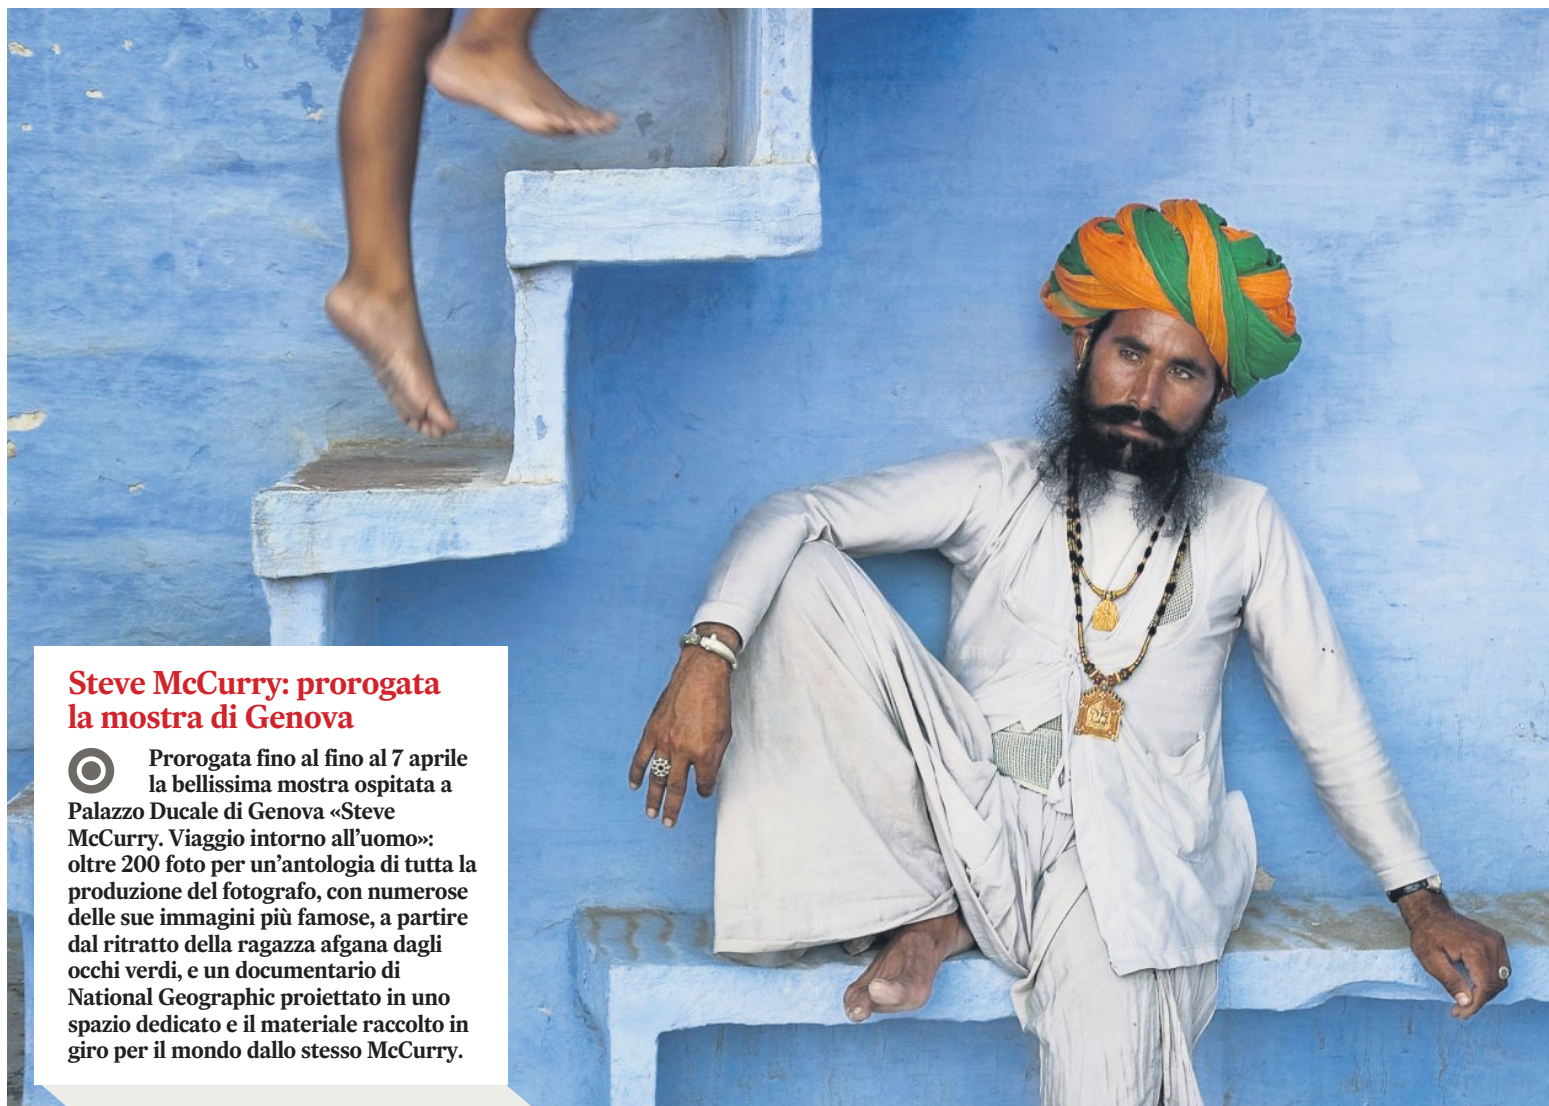 Steve McCurry: prorogata
la mostra di Genova
Prorogata fino al fino al 7 aprile
la bellissima mostra ospitata a
Palazzo Ducale di Genova «Steve
McCurry. Viaggio intorno all’uomo»:
oltre 200 foto per un’antologia di tutta la
produzione del fotografo, con numerose
delle sue immagini più famose, a partire
dal ritratto della ragazza afgana dagli
occhi verdi, e un documentario di
National Geographic proiettato in uno
spazio dedicato e il materiale raccolto in
giro per il mondo dallo stesso McCurry.